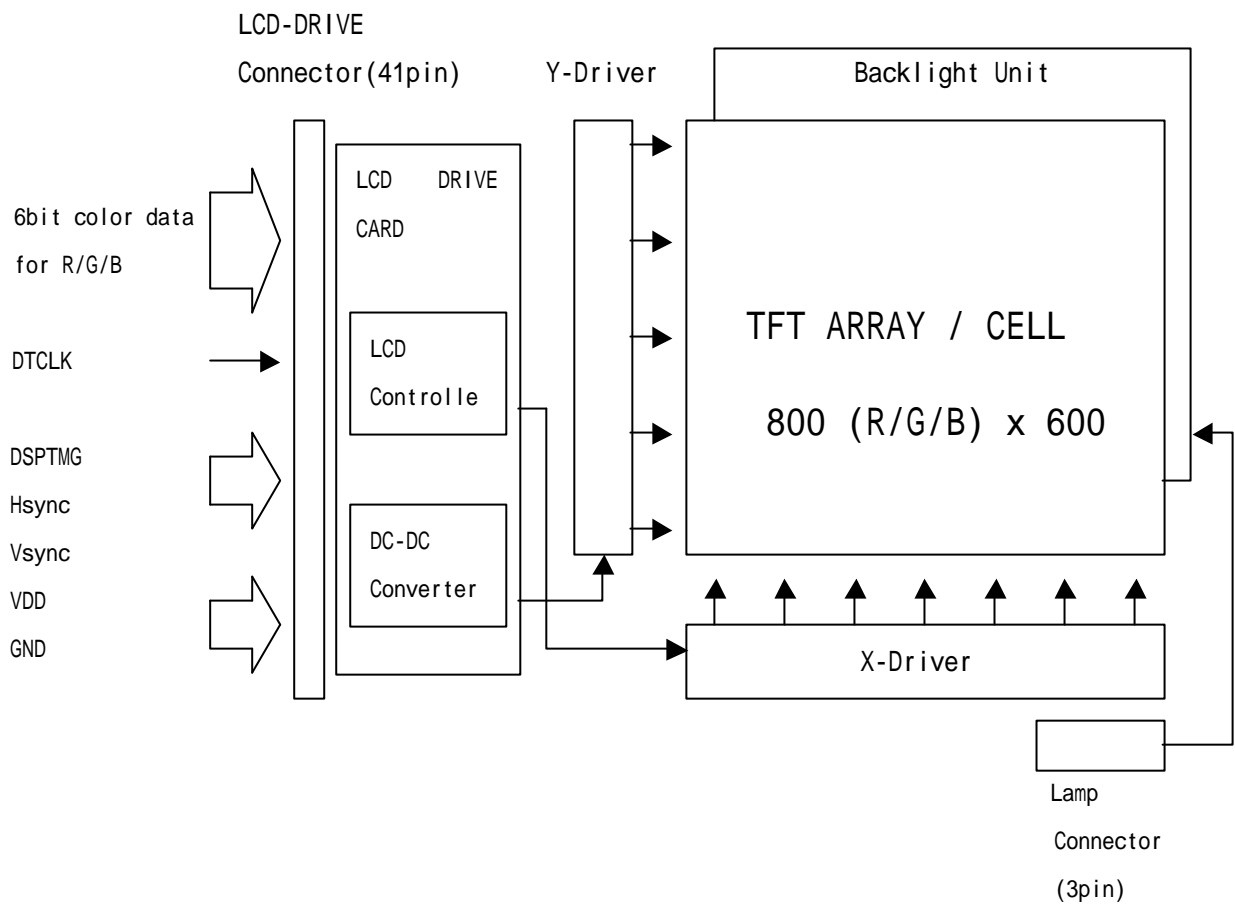 LCD-DRIVE
Connector(41pin)
Y-Driver
Backlight Unit
LCD DRIVE
CARD
6bit color data
for R/G/B
TFT ARRAY / CELL
800 (R/G/B) x 600
LCD
Controlle
DTCLK
DSPTMG
Hsync
Vsync
VDD
GND
DC-DC
Converter
X-Driver
Lamp
Connector
(3pin)